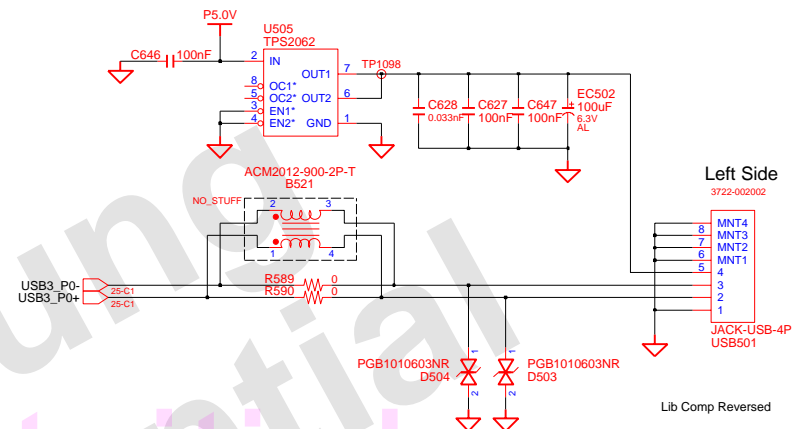 P5.0V
U505
TPS2062
C646
100nF
2
IN
OUT1
7
TP1098
8
OC1*
5
OC2*
OUT2
6
3
EN1*
4
EN2*
GND
1
C628
0.033nF
C627
100nF
C647
100nF
EC502
100uF
6.3V
AL
ACM2012-900-2P-T
B521
NO_STUFF
2
3
1
4
Left Side
3722-002002
MNT4
8
MNT3
7
MNT2
6
MNT1
5
4
3
2
1
JACK-USB-4P
USB501
USB3_P0-
25-C1
USB3_P0+
25-C1
R589
0
R590
0
PGB1010603NR
D504
1
2
PGB1010603NR
D503
1
2
Lib Comp Reversed